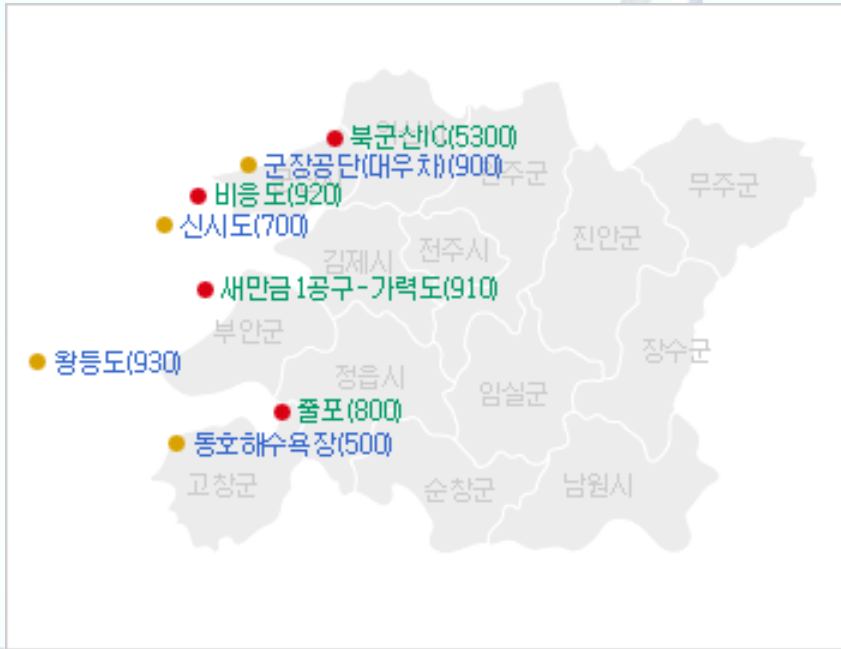 북군산IC(5300)
군장공단(대우차)(900)
비응도(920)
무주군
신시도(700)
진안군
전주시
김제시
새만금1공구-가력도(910)
부안군
장수군
왕등도(930)
정읍시
임실군
쭐포(800)
동호해수욕장(500)
고창군
순창군
남원시